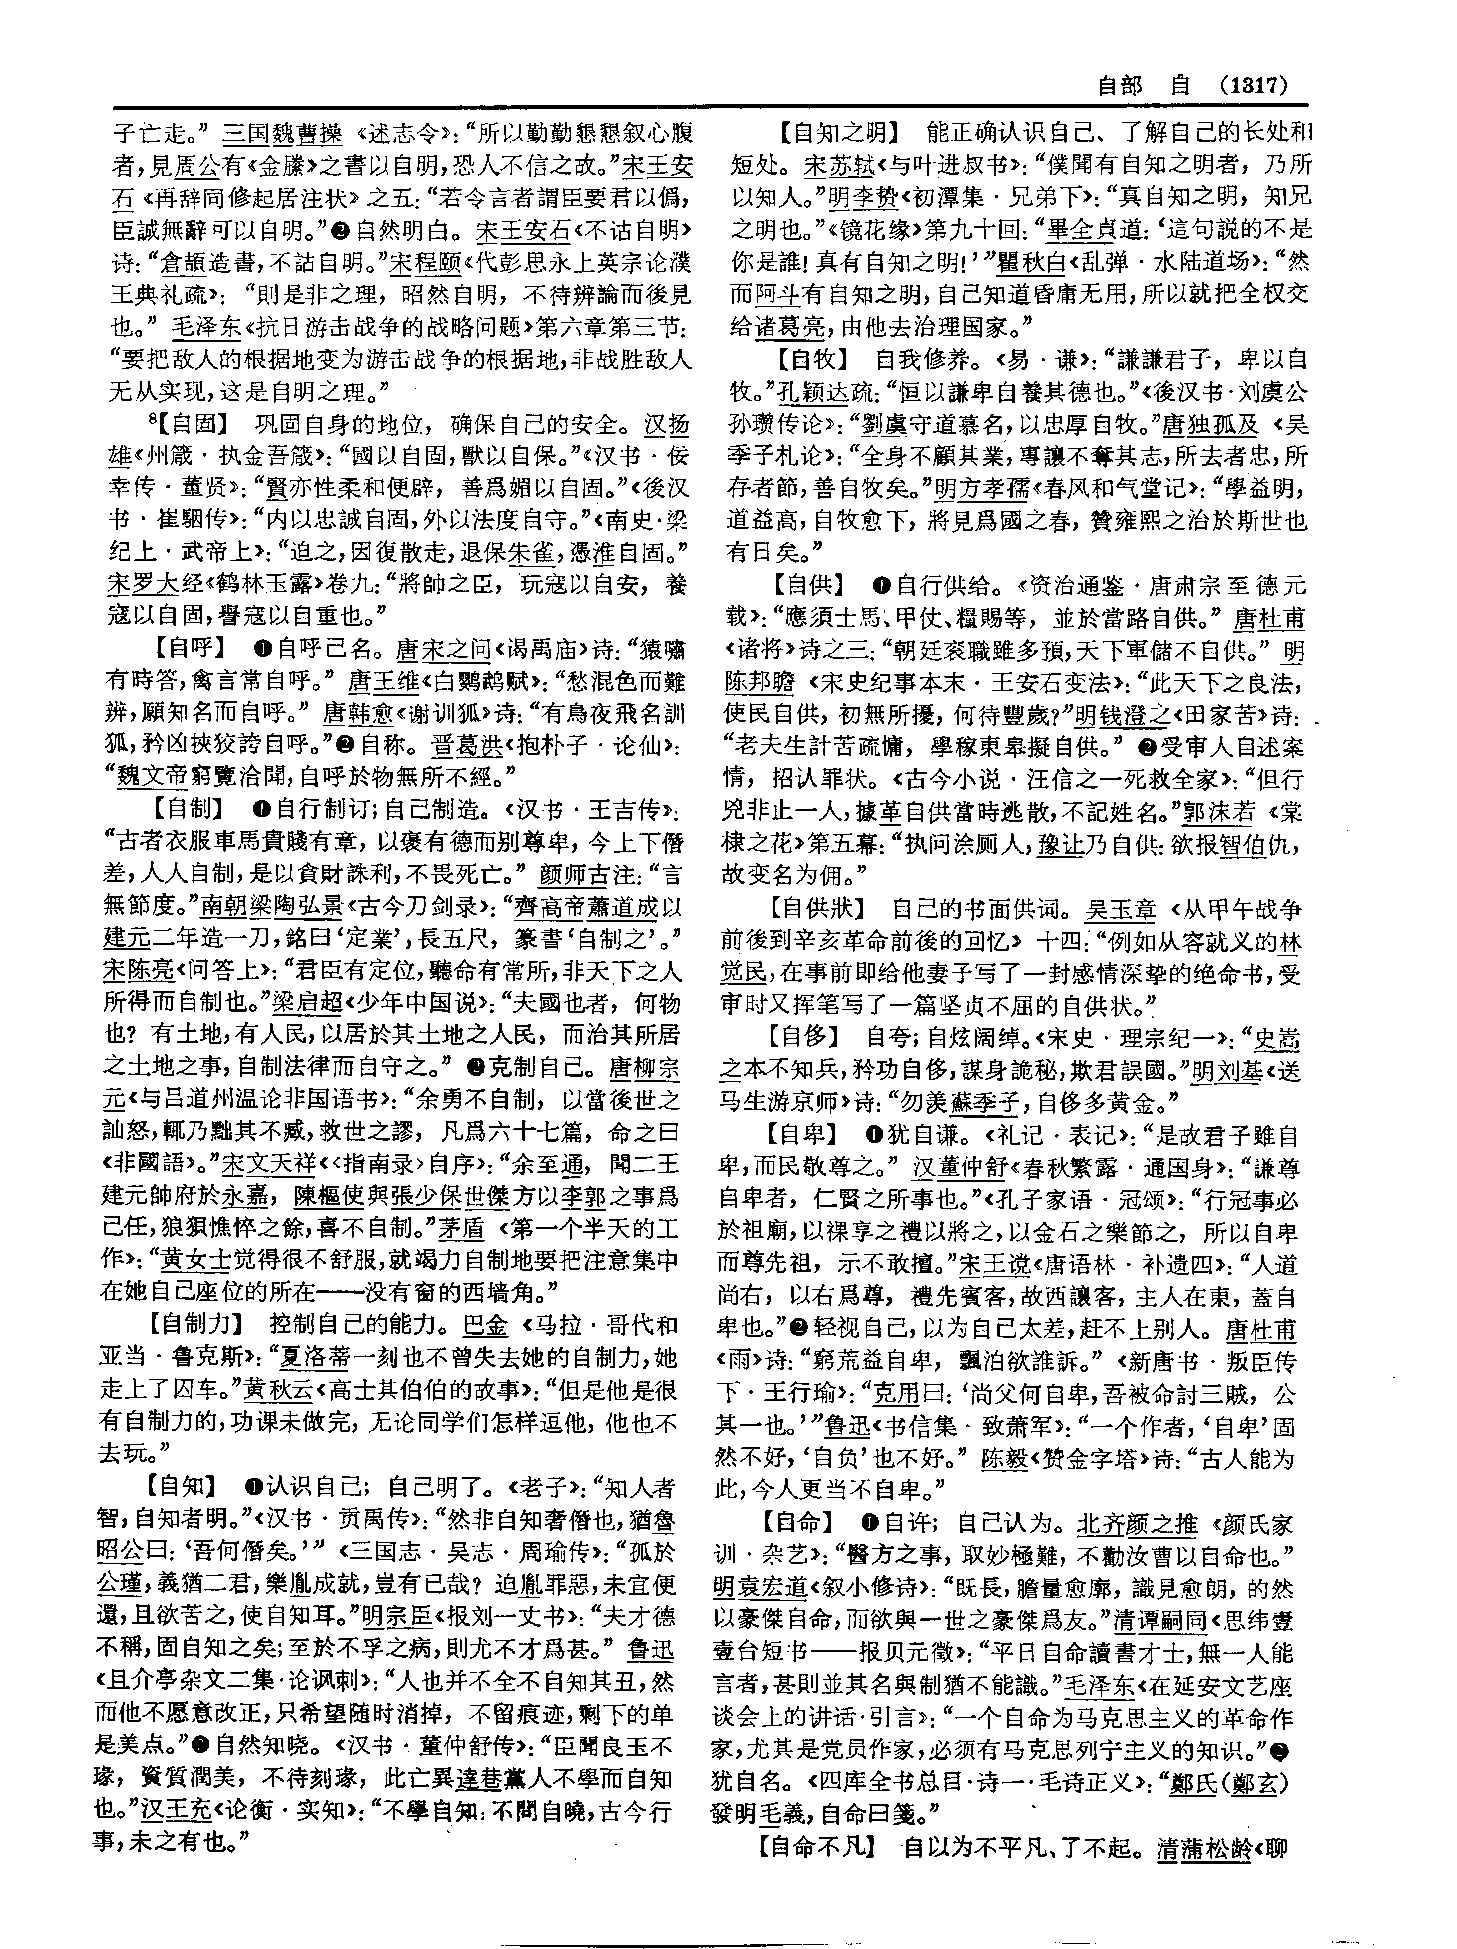 自部　自　（1317）
子亡走。”三国魏曹操《述志令》：“所以勤勤懇懇叙心腹
者，見周公有《金縢》之書以自明，恐人不信之故。”宋王安
石《再辞同修起居注状》之五：“若令言者謂臣要君以僞，
臣誠無辭可以自明。”❷自然明白。宋王安石《不诂自明》
诗：“倉頡造書，不詁自明。”宋程颐《代彭思永上英宗论濮
王典礼疏》：“則是非之理，昭然自明，不待辨論而後見
也。”毛泽东《抗日游击战争的战略问题》第六章第三节：
“要把敌人的根据地变为游击战争的根据地，非战胜敌人
无从实现，这是自明之理。”
⁸【自固】　巩固自身的地位，确保自己的安全。汉扬
雄《州箴·执金吾箴》：“國以自固，獸以自保。”《汉书·佞
幸传·董贤》：“賢亦性柔和便辟，善爲媚以自固。”《後汉
书·崔駰传》：“内以忠誠自固，外以法度自守。”《南史·梁
纪上·武帝上》：“迫之，因復散走，退保朱雀，憑淮自固。”
宋罗大经《鹤林玉露》卷九：“將帥之臣，玩寇以自安，養
寇以自固，譽寇以自重也。”
【自呼】　❶自呼己名。唐宋之问《谒禹庙》诗：“猿嘯
有時答，禽言常自呼。”唐王维《白鹦鹉赋》：“愁混色而難
辨，願知名而自呼。”唐韩愈《谢训狐》诗：“有鳥夜飛名訓
狐，矜凶挾狡誇自呼。”❷自称。晋葛洪《抱朴子·论仙》：
“魏文帝窮覽洽聞，自呼於物無所不經。”
【自制】　❶自行制订；自己制造。《汉书·王吉传》：
“古者衣服車馬貴賤有章，以褒有德而别尊卑，今上下僭
差，人人自制，是以貪財誅利，不畏死亡。”颜师古注：“言
無節度。”南朝梁陶弘景《古今刀剑录》：“齊高帝蕭道成以
建元二年造一刀，銘曰‘定業’，長五尺，篆書‘自制之’。”
宋陈亮《问答上》：“君臣有定位，聽命有常所，非天下之人
所得而自制也。”梁启超《少年中国说》：“夫國也者，何物
也？有土地，有人民，以居於其土地之人民，而治其所居
之土地之事，自制法律而自守之。”❷克制自己。唐柳宗
元《与吕道州温论非国语书》：“余勇不自制，以當後世之
訕怒，輒乃黜其不臧，救世之謬，凡爲六十七篇，命之曰
《非國語》。”宋文天祥《〈指南录〉自序》：“余至通，聞二王
建元帥府於永嘉，陳樞使與張少保世傑方以李郭之事爲
己任，狼狽憔悴之餘，喜不自制。”茅盾《第一个半天的工
作》：“黄女士觉得很不舒服，就竭力自制地要把注意集中
在她自己座位的所在——没有窗的西墙角。”
【自制力】　控制自己的能力。巴金《马拉·哥代和
亚当·鲁克斯》：“夏洛蒂一刻也不曾失去她的自制力，她
走上了囚车。”黄秋云《高士其伯伯的故事》：“但是他是很
有自制力的，功课未做完，无论同学们怎样逗他，他也不
去玩。”
【自知】　❶认识自己；自己明了。《老子》：“知人者
智，自知者明。”《汉书·贡禹传》：“然非自知奢僭也，猶魯
昭公曰：‘吾何僭矣。’”《三国志·吴志·周瑜传》：“孤於
公瑾，義猶二君，樂胤成就，豈有已哉？迫胤罪惡，未宜便
還，且欲苦之，使自知耳。”明宗臣《报刘一丈书》：“夫才德
不稱，固自知之矣；至於不孚之病，則尤不才爲甚。”鲁迅
《且介亭杂文二集·论讽刺》：“人也并不全不自知其丑，然
而他不愿意改正，只希望随时消掉，不留痕迹，剩下的单
是美点。”❷自然知晓。《汉书·董仲舒传》：“臣聞良玉不
瑑，資質潤美，不待刻瑑，此亡異達巷黨人不學而自知
也。”汉王充《论衡·实知》：“不學自知，不問自曉，古今行
事，未之有也。”
【自知之明】　能正确认识自己、了解自己的长处和
短处。宋苏轼《与叶进叔书》：“僕聞有自知之明者，乃所
以知人。”明李贽《初潭集·兄弟下》：“真自知之明，知兄
之明也。”《镜花缘》第九十回：“畢全貞道：‘這句説的不是
你是誰！真有自知之明！’”瞿秋白《乱弹·水陆道场》：“然
而阿斗有自知之明，自己知道昏庸无用，所以就把全权交
给诸葛亮，由他去治理国家。”
【自牧】　自我修养。《易·谦》：“謙謙君子，卑以自
牧。”孔颖达疏：“恒以謙卑自養其德也。”《後汉书·刘虞公
孙瓒传论》：“劉虞守道慕名，以忠厚自牧。”唐独孤及《吴
季子札论》：“全身不顧其業，專讓不奪其志，所去者忠，所
存者節，善自牧矣。”明方孝孺《春风和气堂记》：“學益明，
道益高，自牧愈下，將見爲國之春，贊雍熙之治於斯世也
有日矣。”
【自供】　❶自行供给。《资治通鉴·唐肃宗至德元
载》：“應須士馬、甲仗、糧賜等，並於當路自供。”唐杜甫
《诸将》诗之三：“朝廷衮職雖多預，天下軍儲不自供。”明
陈邦瞻《宋史纪事本末·王安石变法》：“此天下之良法，
使民自供，初無所擾，何待豐歲？”明钱澄之《田家苦》诗：
“老夫生計苦疏慵，學稼東皋擬自供。”❷受审人自述案
情，招认罪状。《古今小说·汪信之一死救全家》：“但行
兇非止一人，據革自供當時逃散，不記姓名。”郭沫若《棠
棣之花》第五幕：“执问涂厕人，豫让乃自供：欲报智伯仇，
故变名为佣。”
【自供狀】　自己的书面供词。吴玉章《从甲午战争
前後到辛亥革命前後的回忆》十四：“例如从容就义的林
觉民，在事前即给他妻子写了一封感情深挚的绝命书，受
审时又挥笔写了一篇坚贞不屈的自供状。”
【自侈】　自夸；自炫阔绰。《宋史·理宗纪一》：“史嵩
之本不知兵，矜功自侈，謀身詭秘，欺君誤國。”明刘基《送
马生游京师》诗：“勿羡蘇季子，自侈多黄金。”
【自卑】　❶犹自谦。《礼记·表记》：“是故君子雖自
卑，而民敬尊之。”汉董仲舒《春秋繁露·通国身》：“謙尊
自卑者，仁賢之所事也。”《孔子家语·冠颂》：“行冠事必
於祖廟，以祼享之禮以將之，以金石之樂節之，所以自卑
而尊先祖，示不敢擅。”宋王谠《唐语林·补遗四》：“人道
尚右，以右爲尊，禮先賓客，故西讓客，主人在東，蓋自
卑也。”❷轻视自己，以为自己太差，赶不上别人。唐杜甫
《雨》诗：“窮荒益自卑，飄泊欲誰訴。”《新唐书·叛臣传
下·王行瑜》：“克用曰：‘尚父何自卑，吾被命討三賊，公
其一也。’”鲁迅《书信集·致萧军》：“一个作者，‘自卑’固
然不好，‘自负’也不好。”陈毅《赞金字塔》诗：“古人能为
此，今人更当不自卑。”
【自命】　❶自许；自己认为。北齐颜之推《颜氏家
训·杂艺》：“醫方之事，取妙極難，不勸汝曹以自命也。”
明袁宏道《叙小修诗》：“既長，膽量愈廓，識見愈朗，的然
以豪傑自命，而欲與一世之豪傑爲友。”清谭嗣同《思纬壹
壹台短书——报贝元徵》：“平日自命讀書才士，無一人能
言者，甚則並其名與制猶不能識。”毛泽东《在延安文艺座
谈会上的讲话·引言》：“一个自命为马克思主义的革命作
家，尤其是党员作家，必须有马克思列宁主义的知识。”❷
犹自名。《四库全书总目·诗一·毛诗正义》：“鄭氏（鄭玄）
發明毛義，自命曰箋。”
【自命不凡】　自以为不平凡、了不起。清蒲松龄《聊